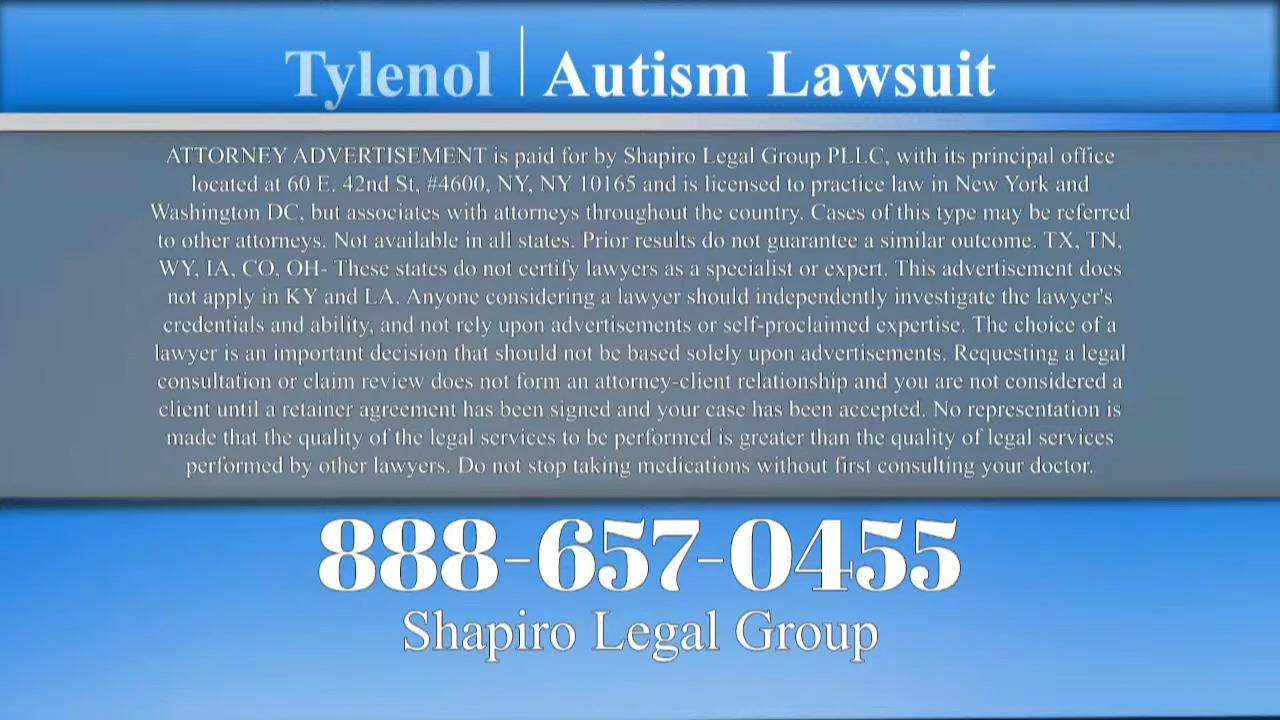 Tylenol | Autism Lawsuit
ATTORNEY ADVERTISEMENT is paid for by Shapiro Legal Group PLLC, with its principal office
located at 60 E. 42nd St, #4600, NY, NY 10165 and is licensed to practice law in New York and
Washington DC, but associates with attorneys throughout the country. Cases of this type may be referred
to other attorneys. Not available in all states. Prior results do not guarantee a similar outcome. TX, TN,
WY, IA, CO, OH- These states do not certify lawyers as a specialist or expert. This advertisement does
not apply in KY and LA. Anyone considering a lawyer should independently investigate the lawyer's
credentials and ability, and not rely upon advertisements or self-proclaimed expertise. The choice of a
lawyer is an important decision that should not be based solely upon advertisements. Requesting a legal
consultation or claim review does not form an attorney-client relationship and you are not considered a
client until a retainer agreement has been signed and your case has been accepted. No representation is
made that the quality of the legal services to be performed is greater than the quality of legal services
performed by other lawyers. Do not stop taking medications without first consulting your doctor.
888-657-0455
Shapiro Legal Group